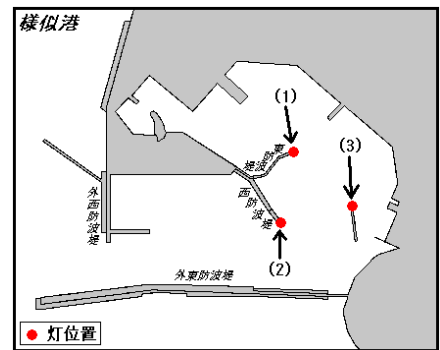 様似港
(1)
東防波堤
(3)
西防波堤
外西防波堤
(2)
外東防波堤
灯位置